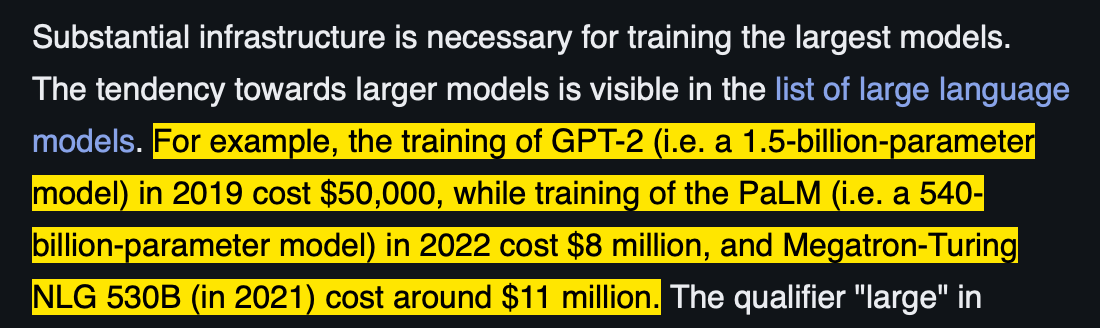 Substantial infrastructure is necessary for training the largest models.
The tendency towards larger models is visible in the list of large language
models. For example, the training of GPT-2 (i.e. a 1.5-billion-parameter
model) in 2019 cost $50,000, while training of the PaLM (i.e. a 540-
billion-parameter model) in 2022 cost $8 million, and Megatron-Turing
NLG 530B (in 2021) cost around $11 million. The qualifier "large" in